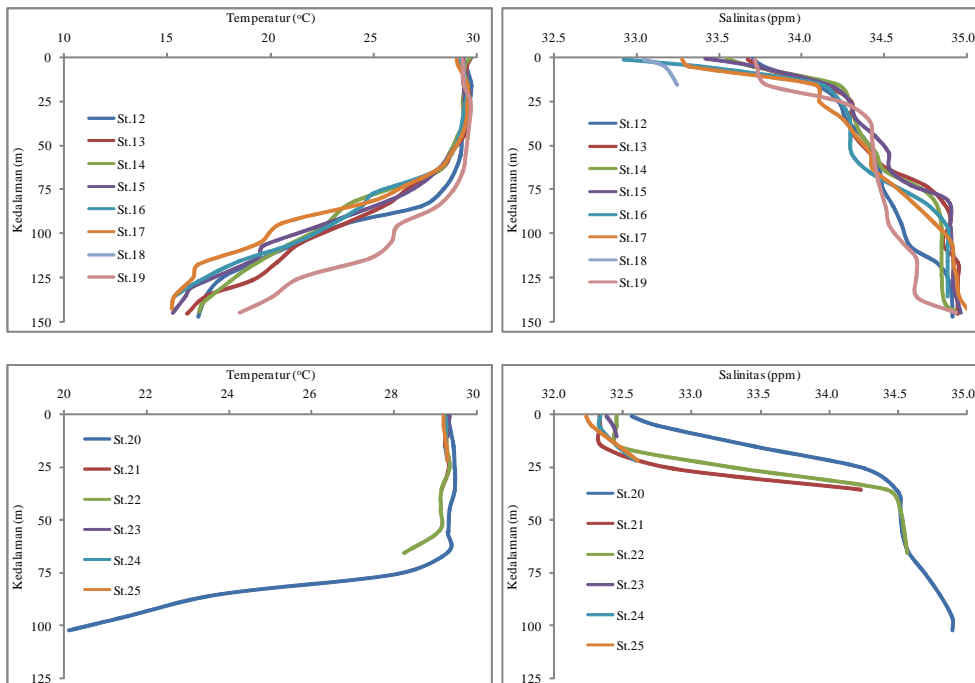 Temperatur (°C)
10 15 20 25 30
0
25
50
75
100
125
150
Kedalaman (m)
St.12
St.13
St.14
St.15
St.16
St.17
St.18
St.19
Salinitas (ppm)
32.5 33.0 33.5 34.0 34.5 35.0
0
25
50
75
100
125
150
Kedalaman (m)
St.12
St.13
St.14
St.15
St.16
St.17
St.18
St.19
Temperatur (°C)
20 22 24 26 28 30
0
25
50
75
100
125
Kedalaman (m)
St.20
St.21
St.22
St.23
St.24
St.25
Salinitas (ppm)
32.0 32.5 33.0 33.5 34.0 34.5 35.0
0
25
50
75
100
125
Kedalaman (m)
St.20
St.21
St.22
St.23
St.24
St.25